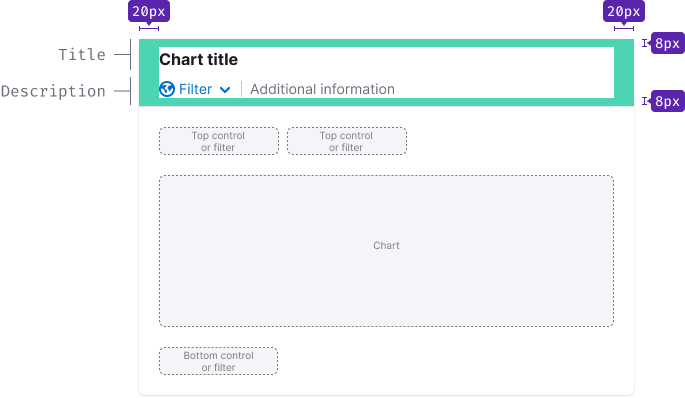 20px
20px
Title
Chart title
8px
Description
Filter
Additional information
8px
Top control
or filter
Top control
or filter
Chart
Bottom control
or filter